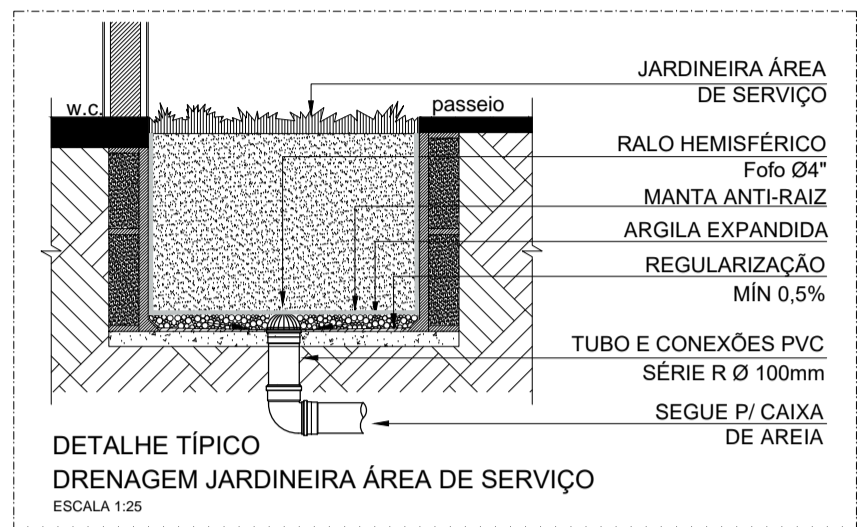 w.c.
passeio
JARDINEIRA ÁREA
DE SERVIÇO
RALO HEMISFÉRICO
Fofo Ø4"
MANTA ANTI-RAIZ
ARGILA EXPANDIDA
REGULARIZAÇÃO
MÍN 0,5%
TUBO E CONEXÕES PVC
SÉRIE R Ø 100mm
SEGUE P/ CAIXA
DE AREIA
DETALHE TÍPICO
DRENAGEM JARDINEIRA ÁREA DE SERVIÇO
ESCALA 1:25